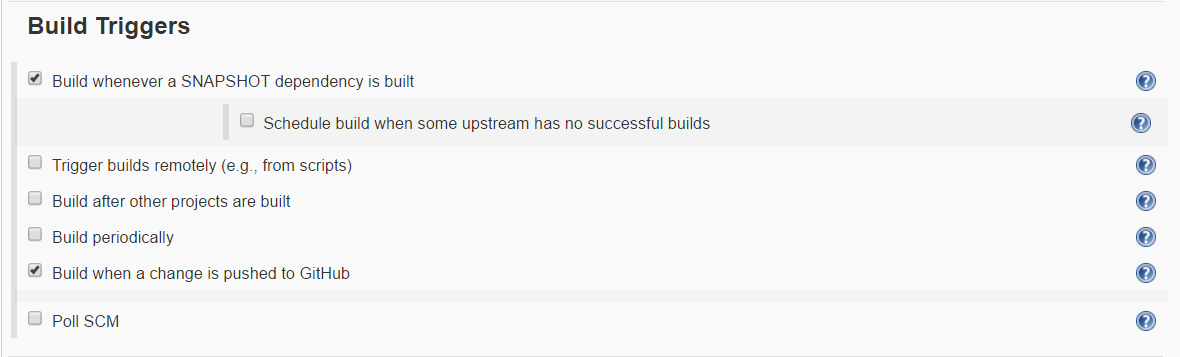 Build Triggers
Build whenever a SNAPSHOT dependency is built
Schedule build when some upstream has no successful builds
Trigger builds remotely (e.g., from scripts)
Build after other projects are built
Build periodically
Build when a change is pushed to GitHub
Poll SCM